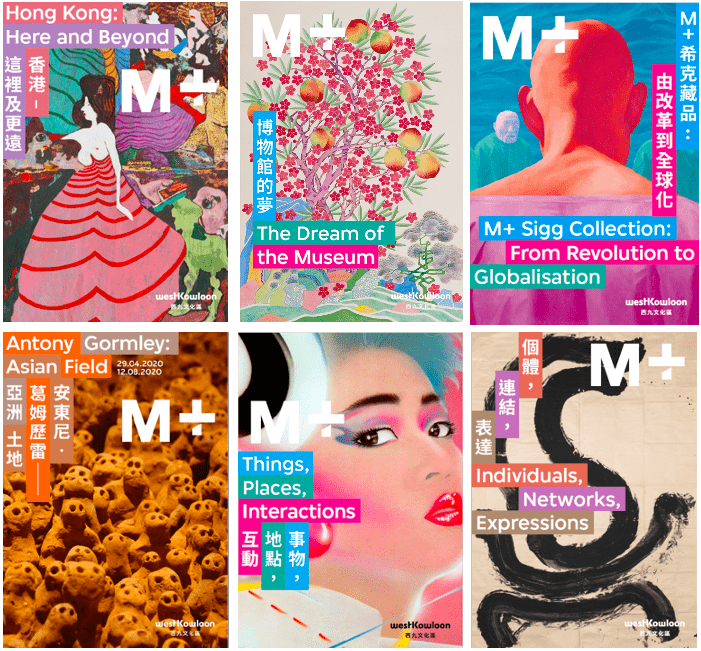 Hong Kong:
Here and Beyond
香港–
這裡及更遠
M+
westKowloon
西九文化區
M+
博物館的夢
The Dream of
the Museum
westKowloon
西九文化區
M+
M+希克藏品：
由改革到全球化
M+ Sigg Collection:
From Revolution to
Globalisation
westKowloon
西九文化區
Antony Gormley:
Asian Field
29.04.2020
12.08.2020
安東尼·
葛姆歷雷——
亞洲 土地
M+
westKowloon
西九文化區
M+
Things,
Places,
Interactions
事物，
地點，
互動
westKowloon
西九文化區
個體，
連結，
表達
M+
Individuals,
Networks,
Expressions
westKowloon
西九文化區